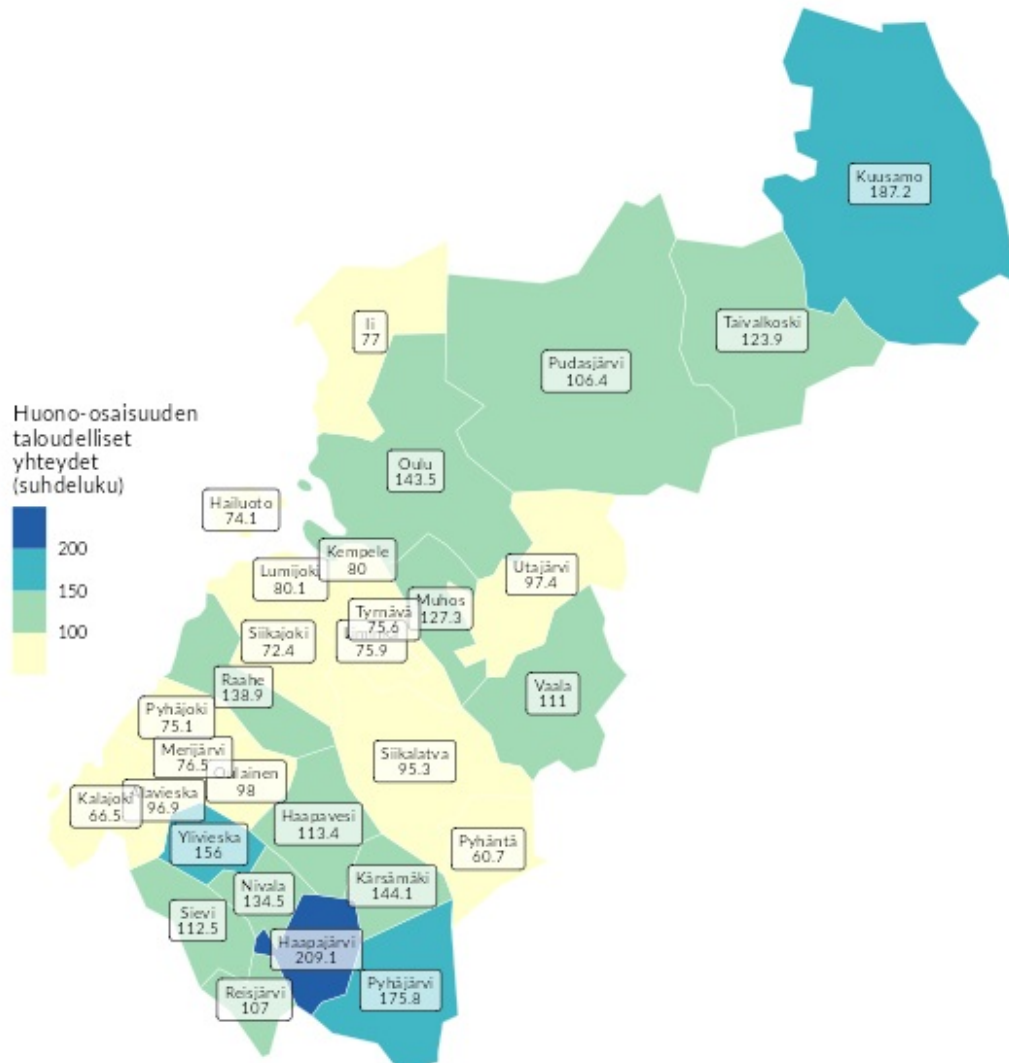 Kuusamo
187.2
Ii
77
Taivalkoski
123.9
Pudasjärvi
106.4
Huono-osaisuuden
taloudelliset
yhteydet
(suhdeluku)
200
150
100
Oulu
143.5
Hailuoto
74.1
Kempele
80
Lumijoki
80.1
Utajärvi
97.4
Muhos
127.3
Tyrnävä
75.6
75.9
Siikajoki
72.4
Raahe
138.9
Vaala
111
Pyhäjoki
75.1
Merijärvi
76.5
Siikalatva
95.3
Oulainen
98
Alavieska
96.9
Kalajoki
66.5
Haapavesi
113.4
Ylivieska
156
Pyhäntä
60.7
Nivala
134.5
Kärsämäki
144.1
Sievi
112.5
Haapajärvi
209.1
Pyhäjärvi
175.8
Reisjärvi
107